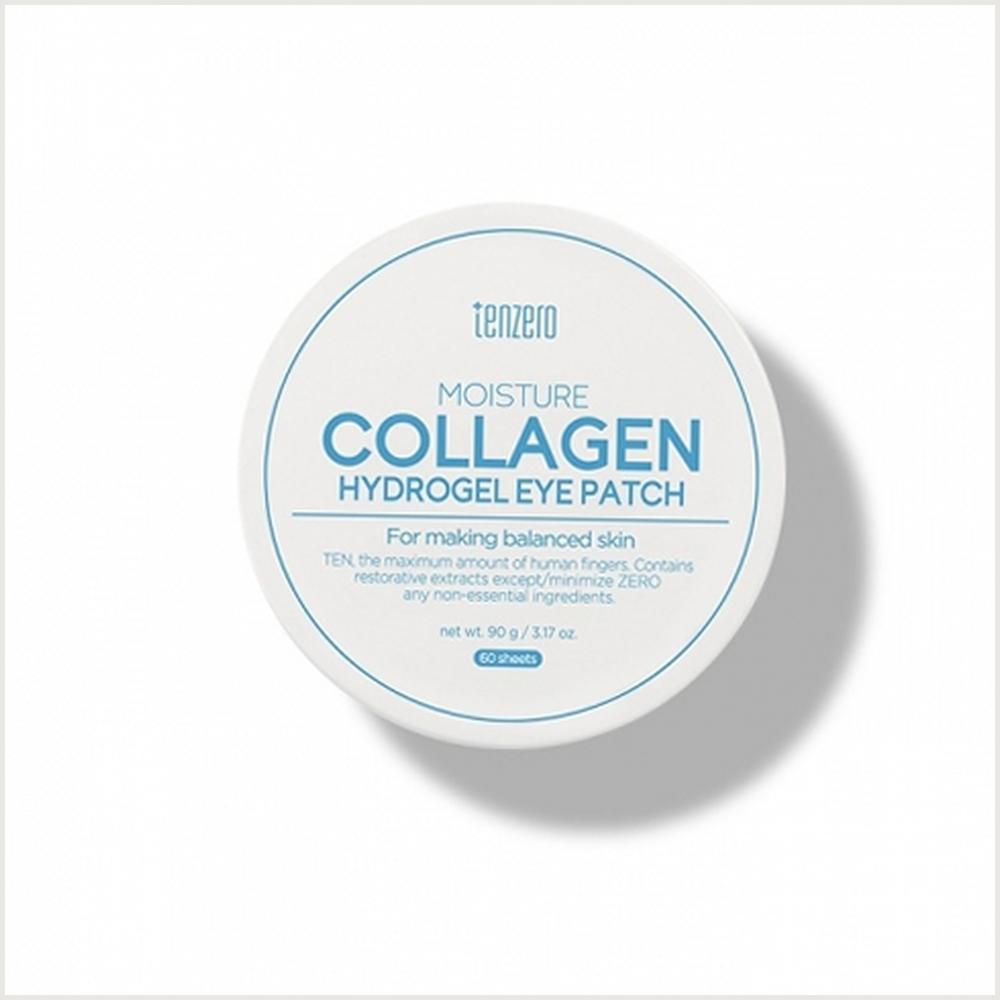 tenzero
MOISTURE
COLLAGEN
HYDROGEL EYE PATCH
For making balanced skin
TEN, the maximum amount of human fingers. Contains
restorative extracts except/minimize ZERO
any non-essential ingredients.
net wt. 90 g / 3.17 oz.
60 sheets